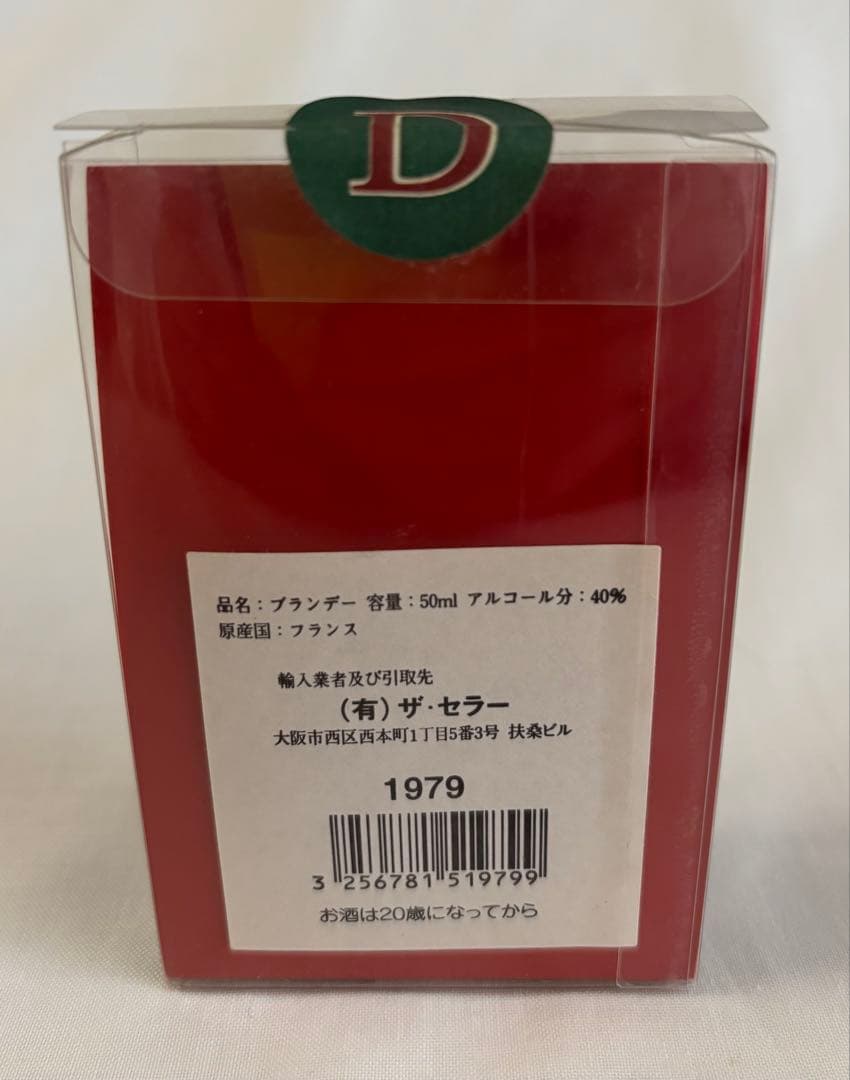 D
品名：ブランデー 容量：50ml アルコール分：40%
原産国：フランス
輸入業者及び引取先
（有）ザ・セラー
大阪市西区西本町1丁目5番3号 扶桑ビル
1979
3 256781 519799
お酒は20歳になってから